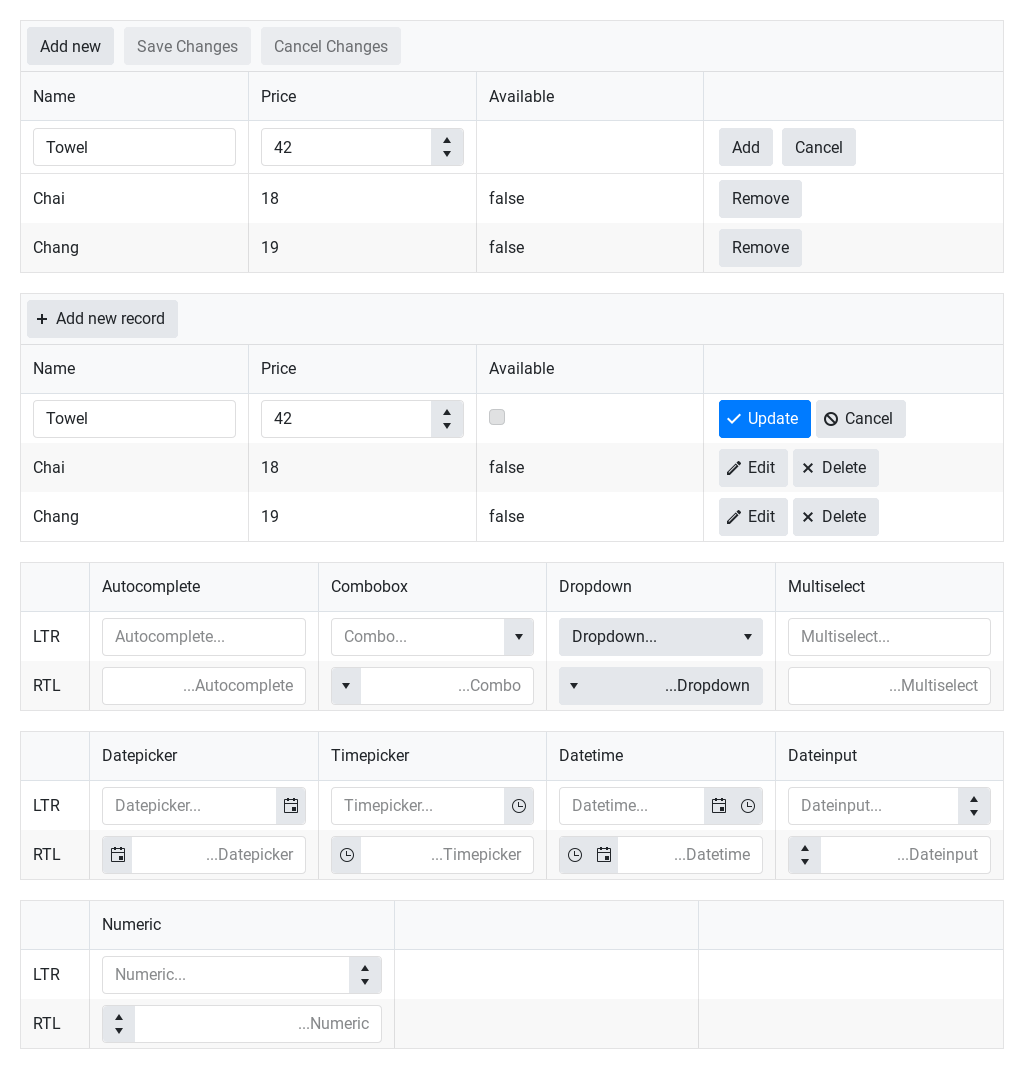 Add new Save Changes Cancel Changes
Name Price Available
Towel 42 Add Cancel
Chai 18 false Remove
Chang 19 false Remove
Add new record
Name Price Available
Towel 42 Update Cancel
Chai 18 false Edit Delete
Chang 19 false Edit Delete
Autocomplete Combobox Dropdown Multiselect
LTR Autocomplete... Combo... Dropdown... Multiselect...
RTL ...Autocomplete ...Combo ...Dropdown ...Multiselect
Datepicker Timepicker Datetime Dateinput
LTR Datepicker... Timepicker... Datetime... Dateinput...
RTL ...Datepicker ...Timepicker ...Datetime ...Dateinput
Numeric
LTR Numeric...
RTL ...Numeric